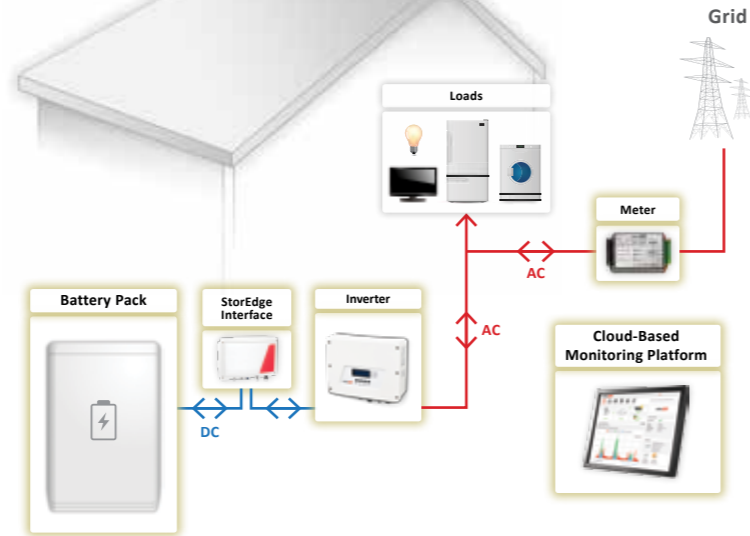 Grid
Loads
Meter
AC
Battery Pack
StorEdge
Interface
Inverter
AC
Cloud-Based
Monitoring Platform
DC